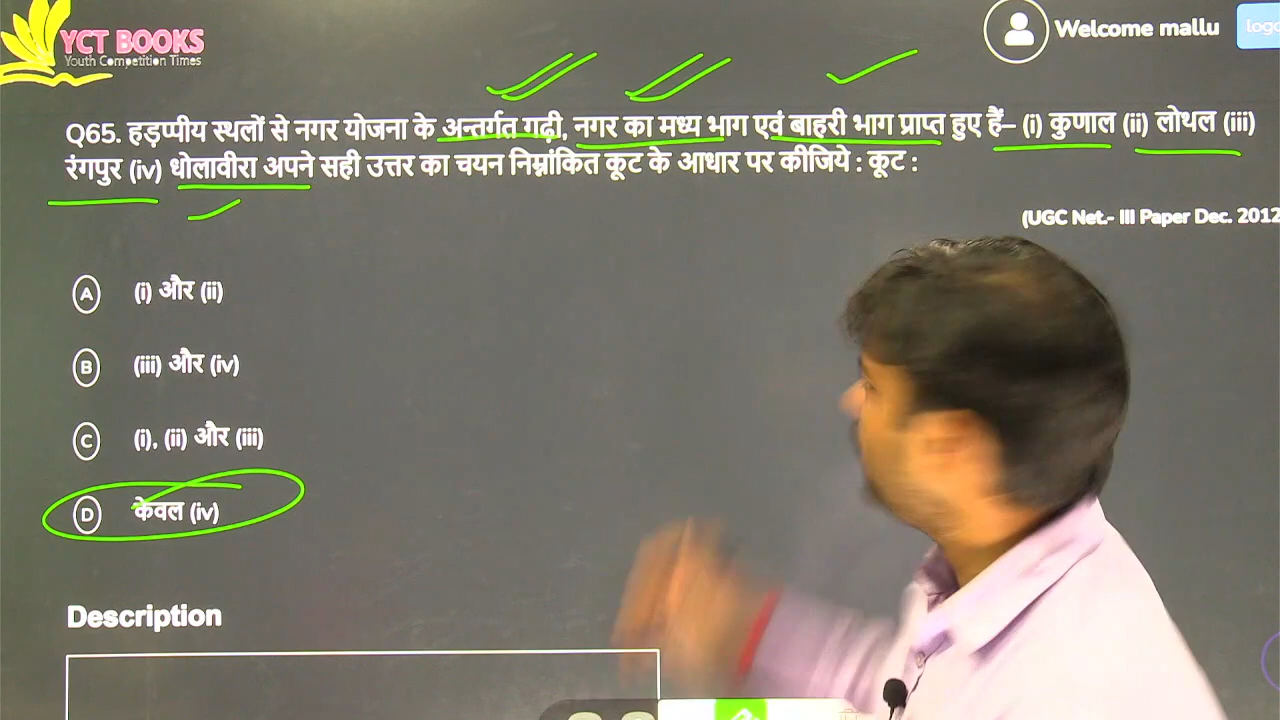 YCT BOOKS
Youth Competition Times
Welcome mallu
Q65. हड़प्पीय स्थलों से नगर योजना के अन्तर्गत गढ़ी, नगर का मध्य भाग एवं बाहरी भाग प्राप्त हुए हैं– (i) कुणाल (ii) लोथल (iii)
रंगपुर (iv) धोलावीरा अपने सही उत्तर का चयन निम्नांकित कूट के आधार पर कीजिये : कूट :
(UGC Net.- III Paper Dec. 2012
A (i) और (ii)
B (iii) और (iv)
C (i), (ii) और (iii)
D केवल (iv)
Description